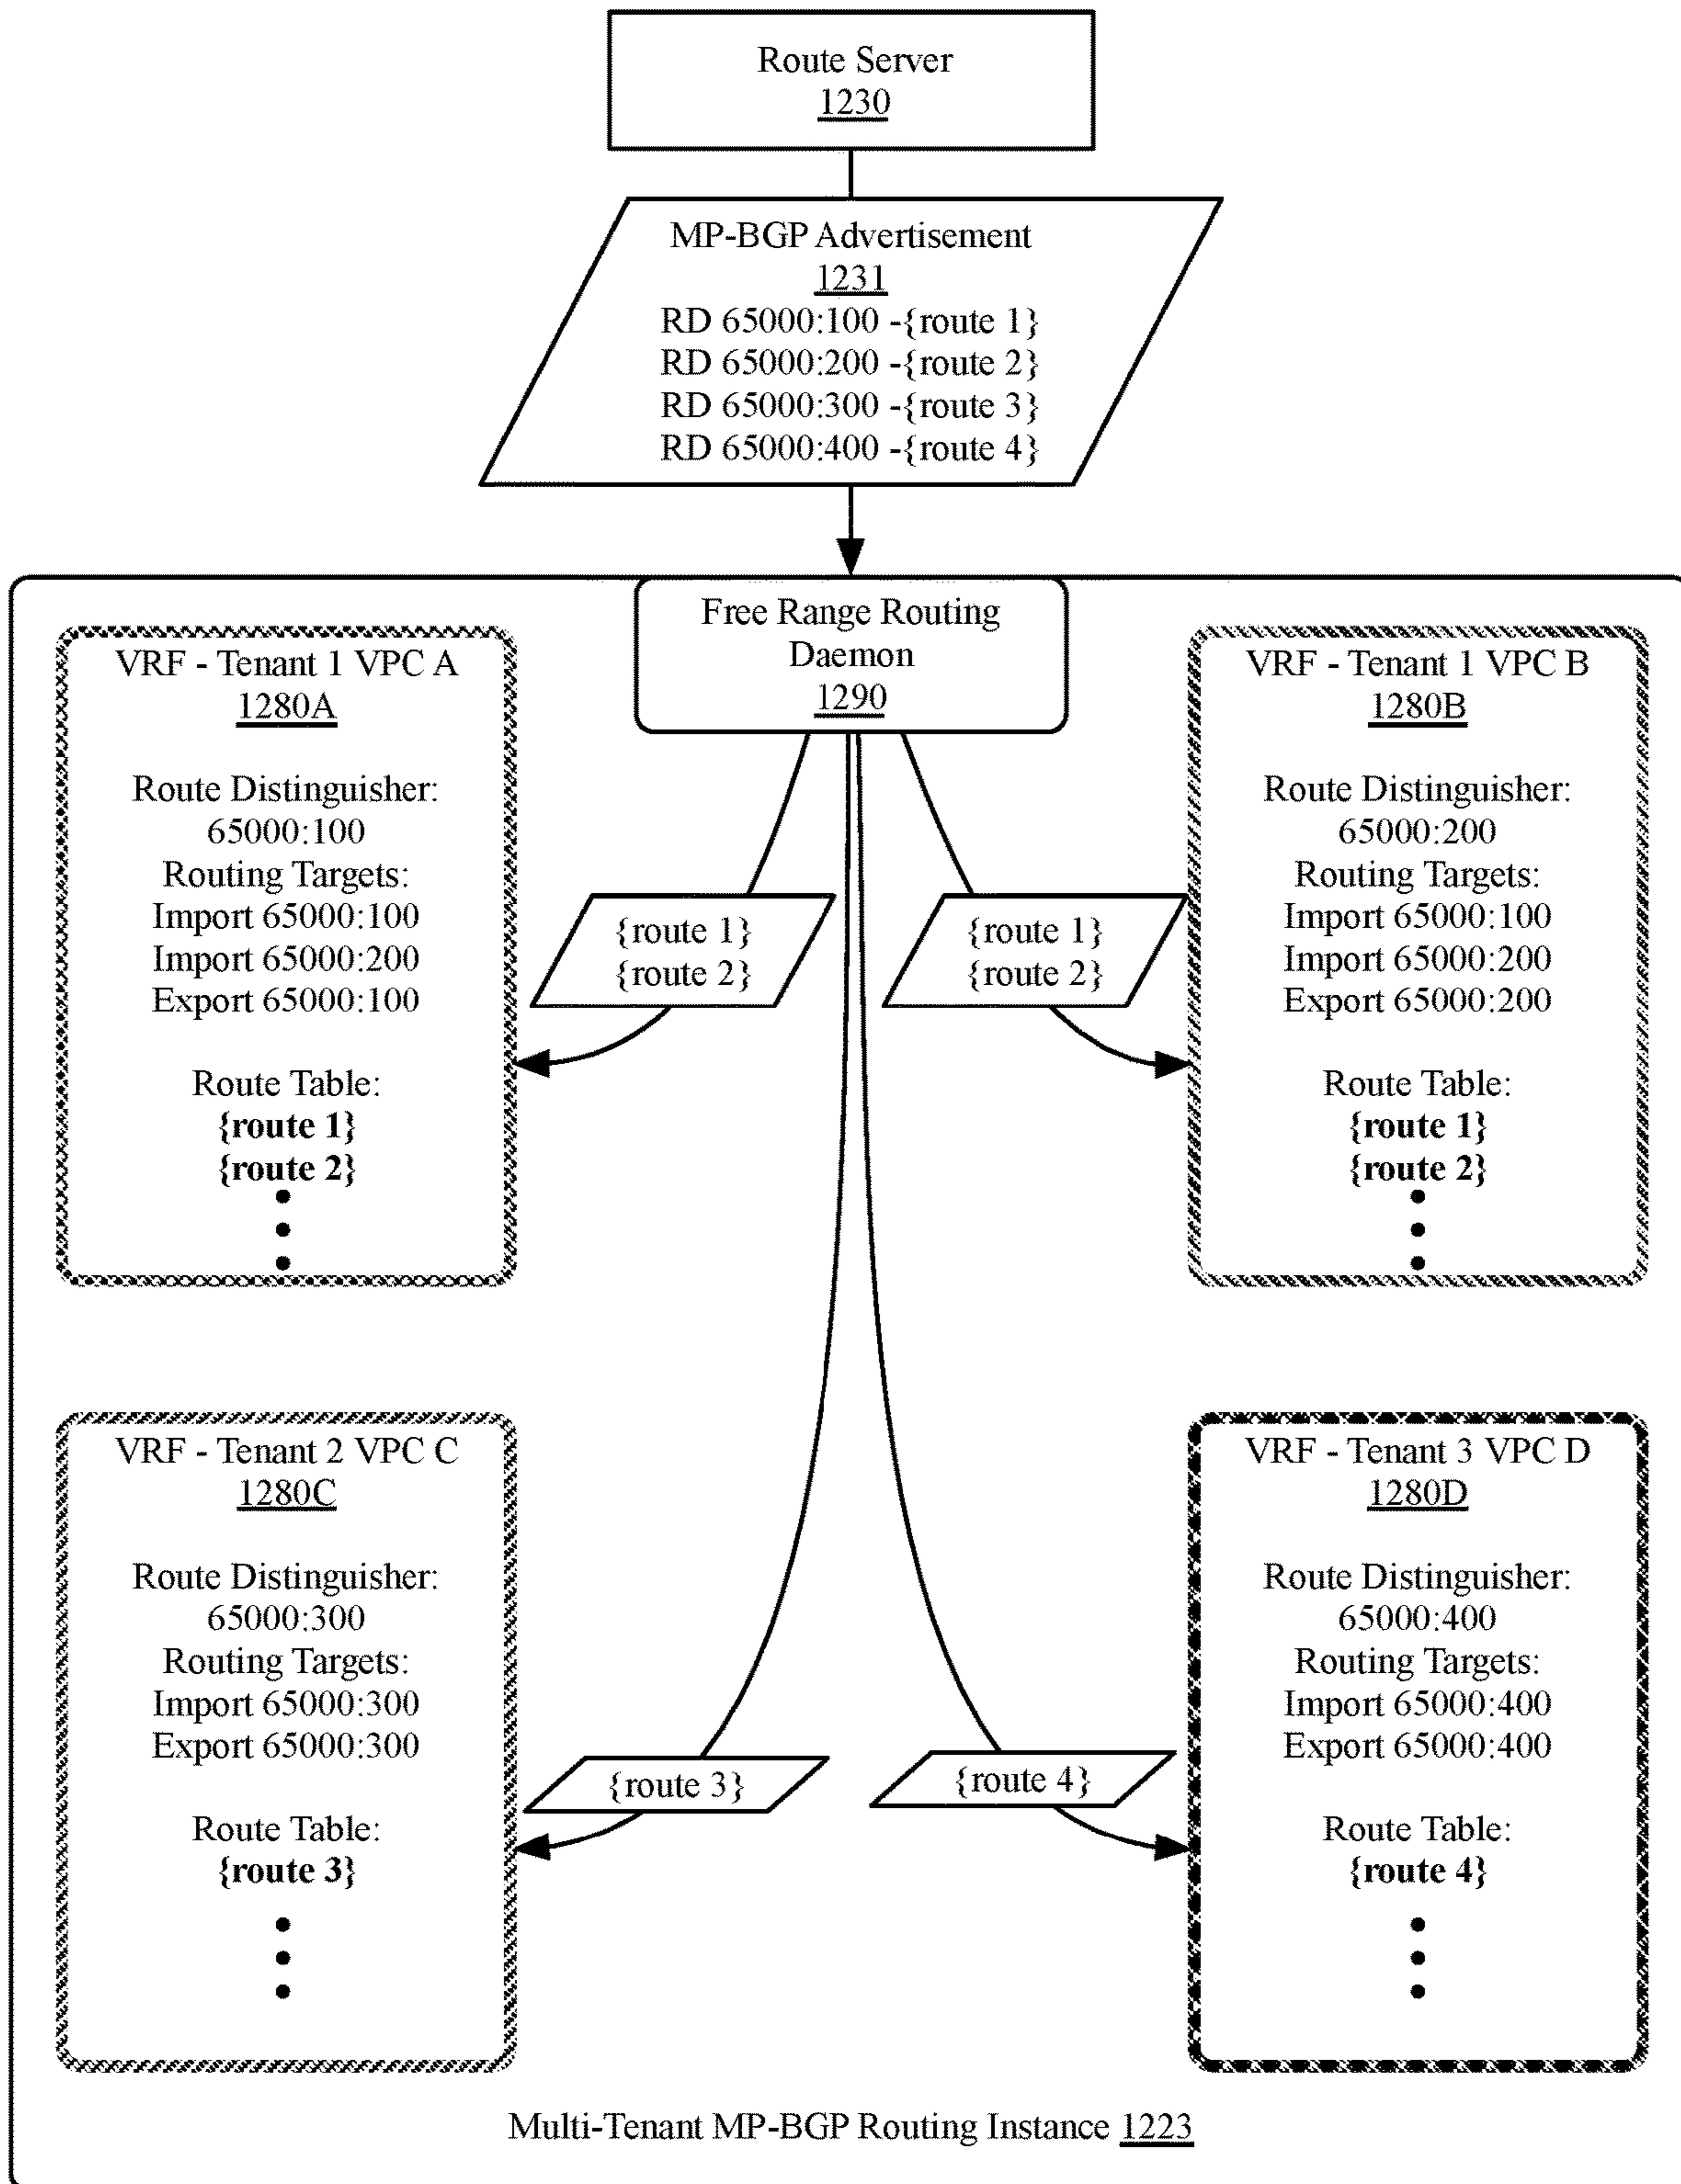 Route Server
1230
MP-BGP Advertisement
1231
RD 65000:100 -{route 1}
RD 65000:200 -{route 2}
RD 65000:300 -{route 3}
RD 65000:400 -{route 4}
Free Range Routing
Daemon
1290
VRF - Tenant 1 VPC A
1280A
Route Distinguisher:
65000:100
Routing Targets:
Import 65000:100
Import 65000:200
Export 65000:100
Route Table:
{route 1}
{route 2}
{route 1}
{route 2}
{route 1}
{route 2}
VRF - Tenant 1 VPC B
1280B
Route Distinguisher:
65000:200
Routing Targets:
Import 65000:100
Import 65000:200
Export 65000:200
Route Table:
{route 1}
{route 2}
VRF - Tenant 2 VPC C
1280C
Route Distinguisher:
65000:300
Routing Targets:
Import 65000:300
Export 65000:300
Route Table:
{route 3}
{route 3}
{route 4}
VRF - Tenant 3 VPC D
1280D
Route Distinguisher:
65000:400
Routing Targets:
Import 65000:400
Export 65000:400
Route Table:
{route 4}
Multi-Tenant MP-BGP Routing Instance 1223